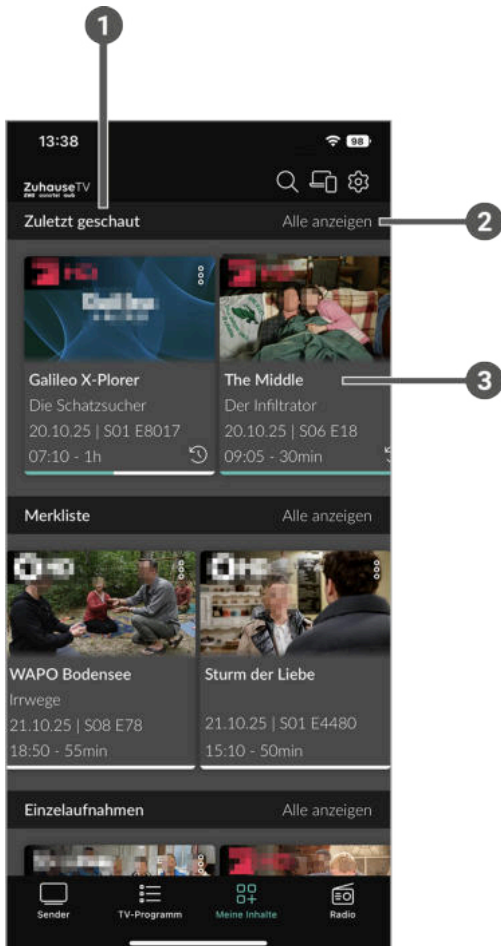 1
13:38
98
ZuhauseTV
EWE osnatel swb
Zuletzt geschaut
Alle anzeigen
2
Galileo X-Plorer
Die Schatzsucher
20.10.25 | S01 E8017
07:10 - 1h
The Middle
3
Der Infiltrator
20.10.25 | S06 E18
09:05 - 30min
Merkliste
Alle anzeigen
WAPO Bodensee
Irrwege
21.10.25 | S08 E78
18:50 - 55min
Sturm der Liebe
21.10.25 | S01 E4480
15:10 - 50min
Einzelaufnahmen
Alle anzeigen
Sender
TV-Programm
Meine Inhalte
Radio